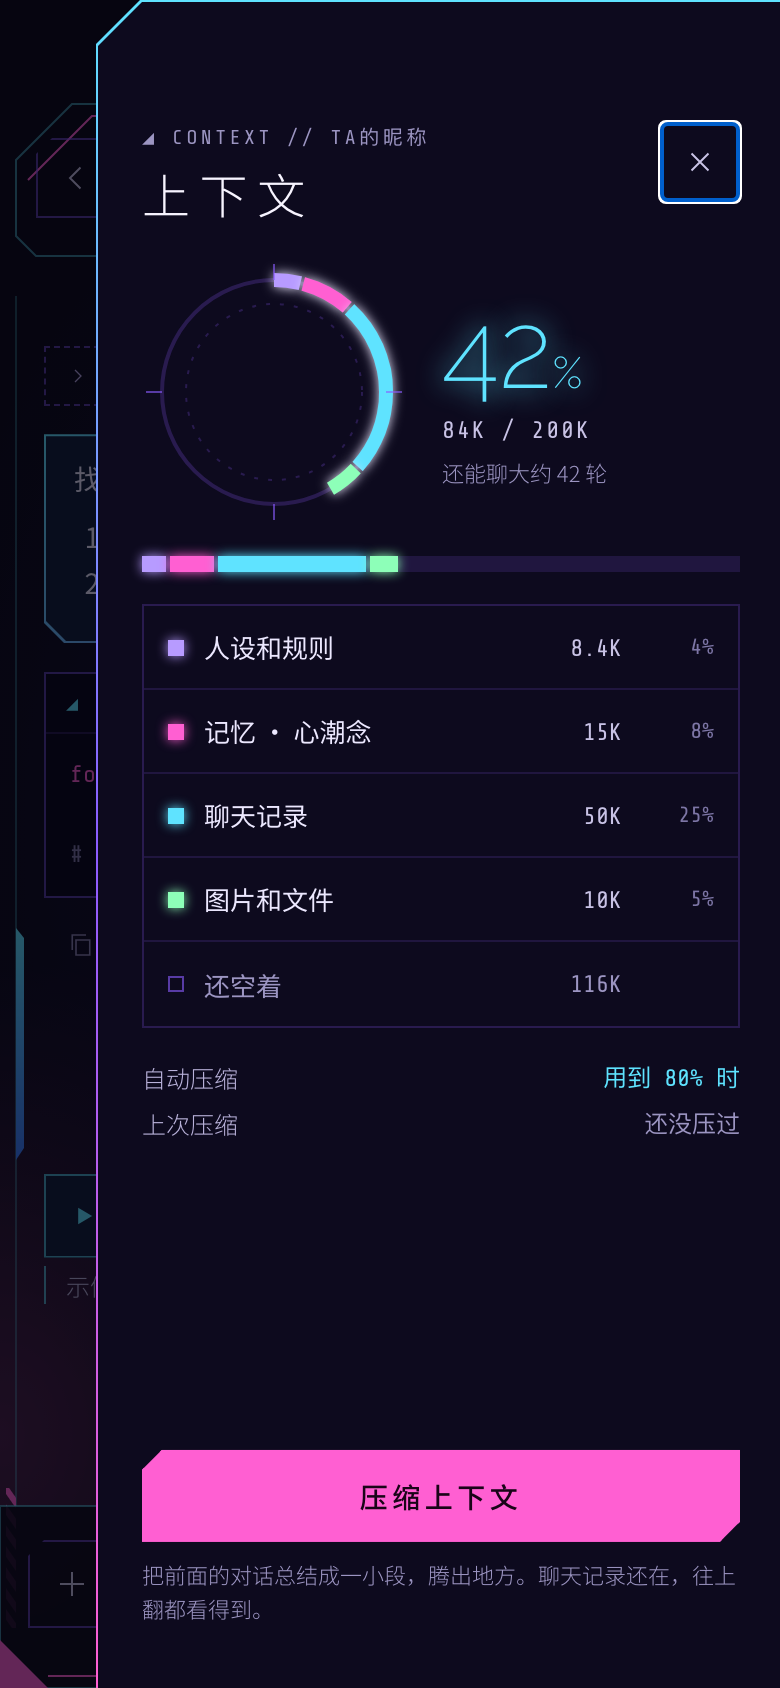 CONTEXT // TA的昵称
上下文
42%
84K / 200K
还能聊大约 42 轮
人设和规则 8.4K 4%
记忆 · 心潮念 15K 8%
聊天记录 50K 25%
图片和文件 10K 5%
还空着 116K
自动压缩 用到 80% 时
上次压缩 还没压过
压缩上下文
把前面的对话总结成一小段，腾出地方。聊天记录还在，往上
翻都看得到。
找
1
2
fo
#